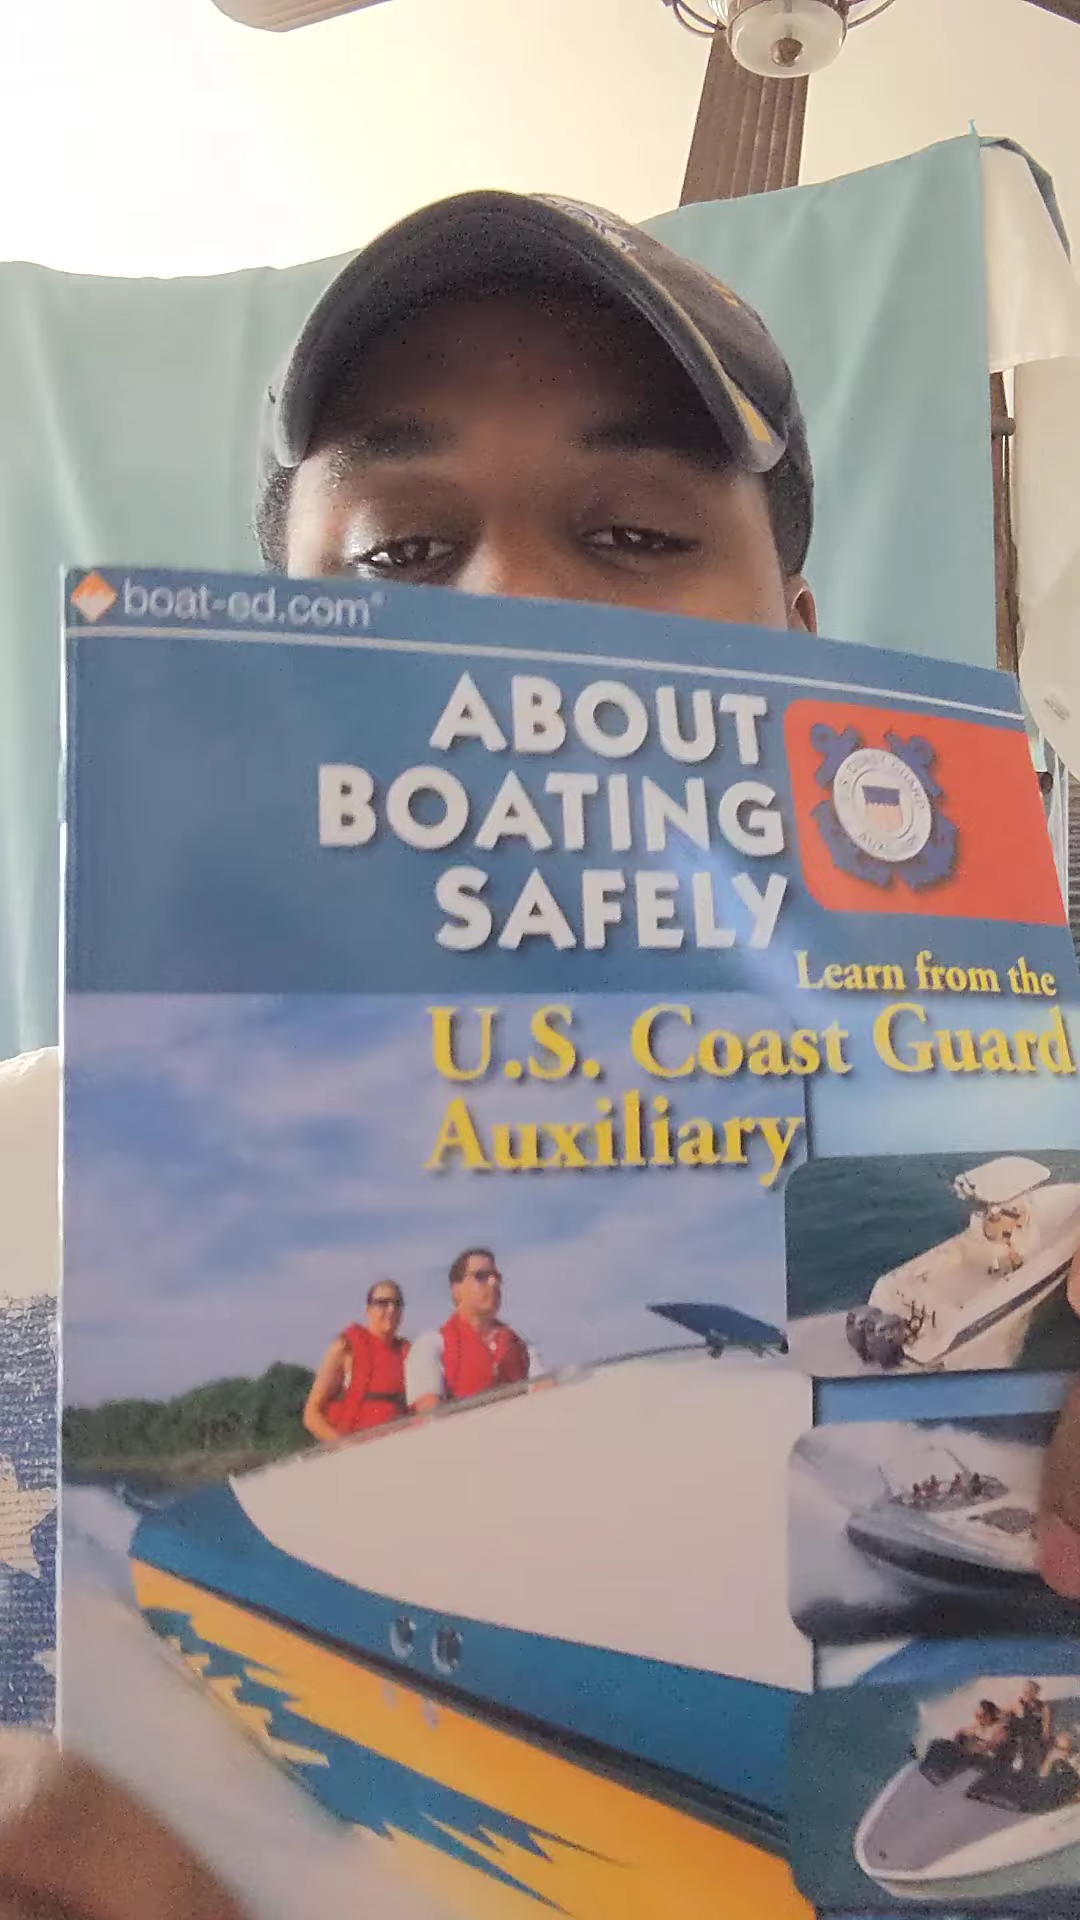 boat-ed.com®
ABOUT
BOATING
SAFELY
Learn from the
U.S. Coast Guard
Auxiliary